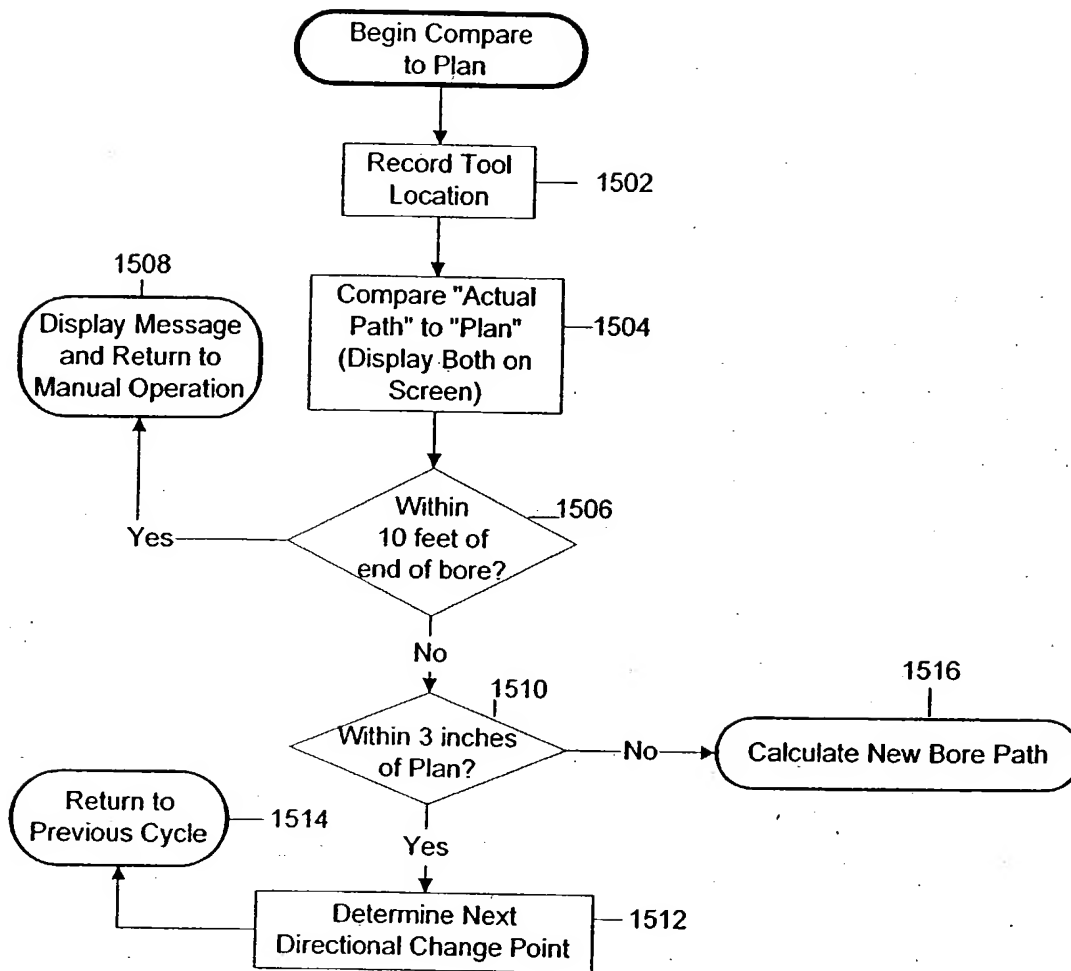 Begin Compare
to Plan
Record Tool
Location
1502
1508
Display Message
and Return to
Manual Operation
Compare "Actual
Path" to "Plan"
(Display Both on
Screen)
1504
Within
10 feet of
end of bore?
1506
Yes
No
1510
Within 3 inches
of Plan?
No
1516
Calculate New Bore Path
Return to
Previous Cycle
1514
Yes
Determine Next
Directional Change Point
1512